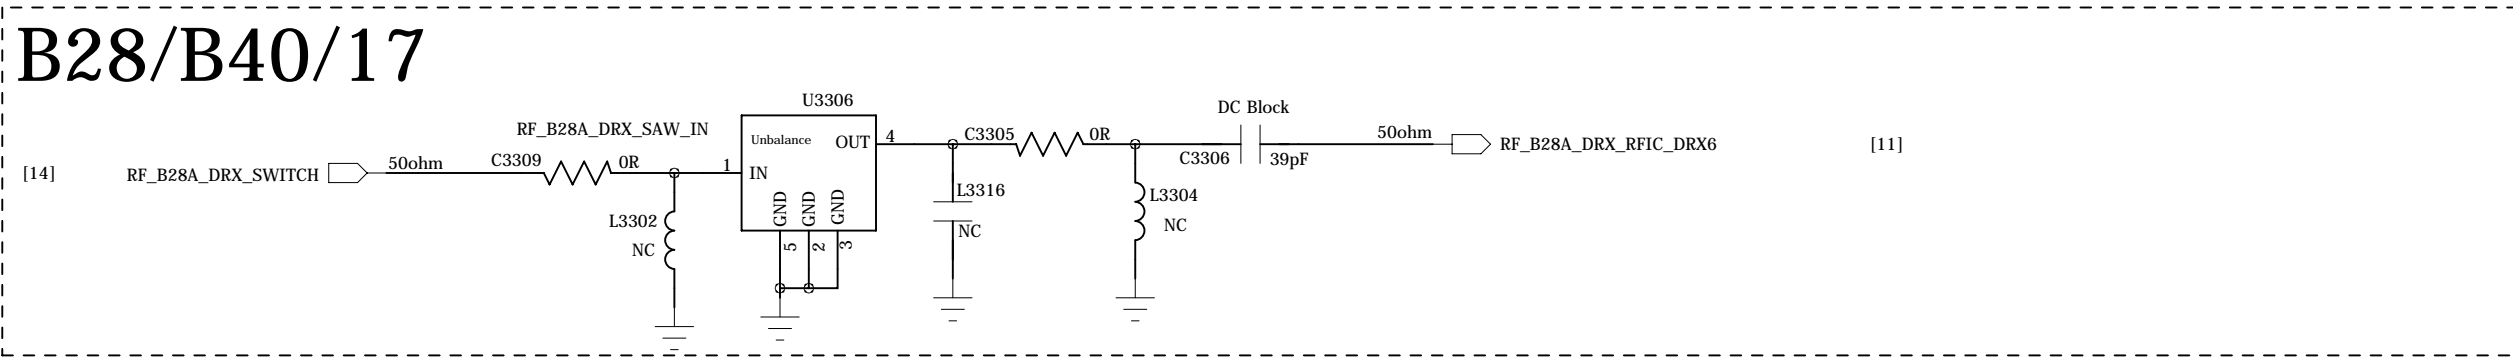 B28/B40/17
U3306
DC Block
RF_B28A_DRX_SAW_IN
Unbalance
OUT
4
C3305
0R
50ohm
RF_B28A_DRX_RFIC_DRX6
[11]
C3306
39pF
[14]
RF_B28A_DRX_SWITCH
50ohm
C3309
0R
1
IN
L3302
NC
GND
GND
GND
5
2
3
L3316
NC
L3304
NC